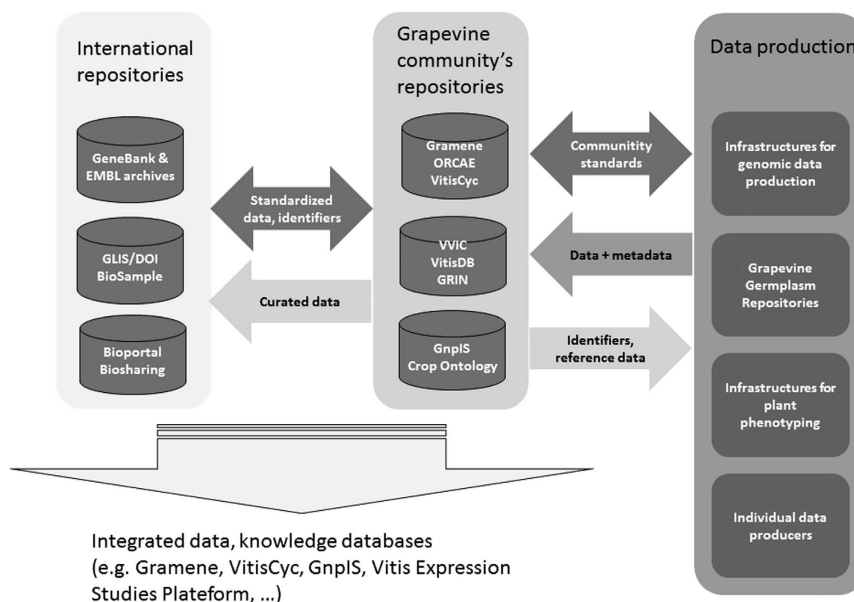 International
repositories
GeneBank &
EMBL archives
GLIS/DOI
BioSample
Bioportal
Biosharing
Standardized
data, identifiers
Curated data
Grapevine
community’s
repositories
Gramene
ORCAE
VitisCyc
VVIC
VitisDB
GRIN
GnpIS
Crop Ontology
Communitity
standards
Data + metadata
Identifiers,
reference data
Data production
Infrastructures for
genomic data
production
Grapevine
Germplasm
Repositories
Infrastructures for
plant
phenotyping
Individual data
producers
Integrated data, knowledge databases
(e.g. Gramene, VitisCyc, GnpIS, Vitis Expression
Studies Plateform, ...)